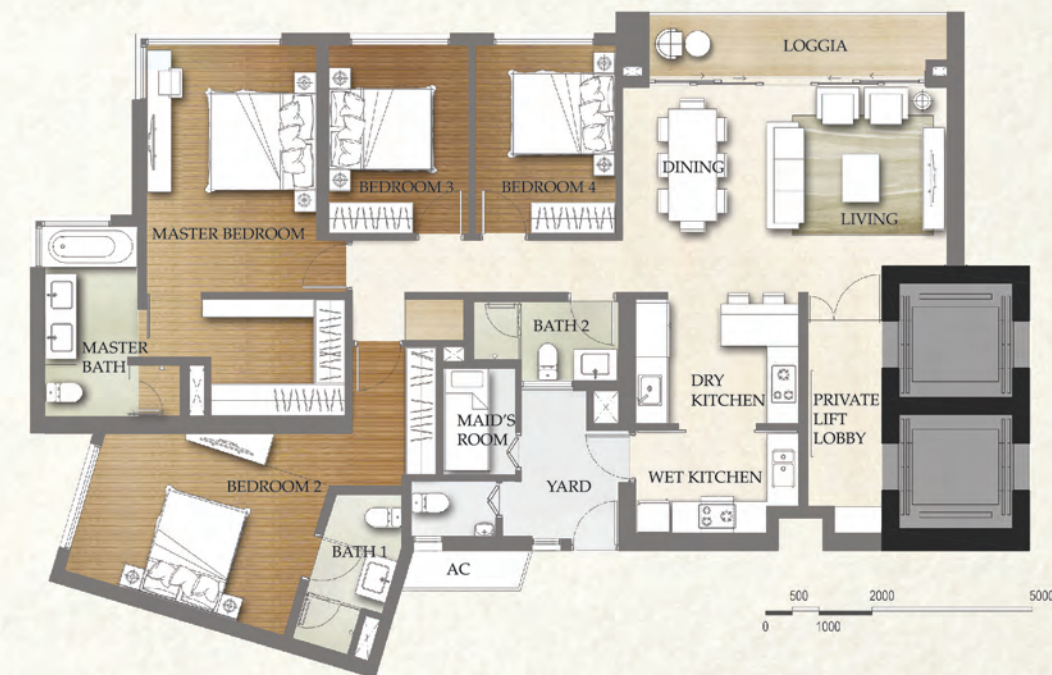 LOGGIA
DINING
LIVING
BEDROOM 3
BEDROOM 4
MASTER BEDROOM
MASTER
BATH
BATH 2
DRY
KITCHEN
PRIVATE
LIFT
LOBBY
MAID'S
ROOM
WET KITCHEN
YARD
BEDROOM 2
BATH 1
AC
500
2000
5000
0
1000